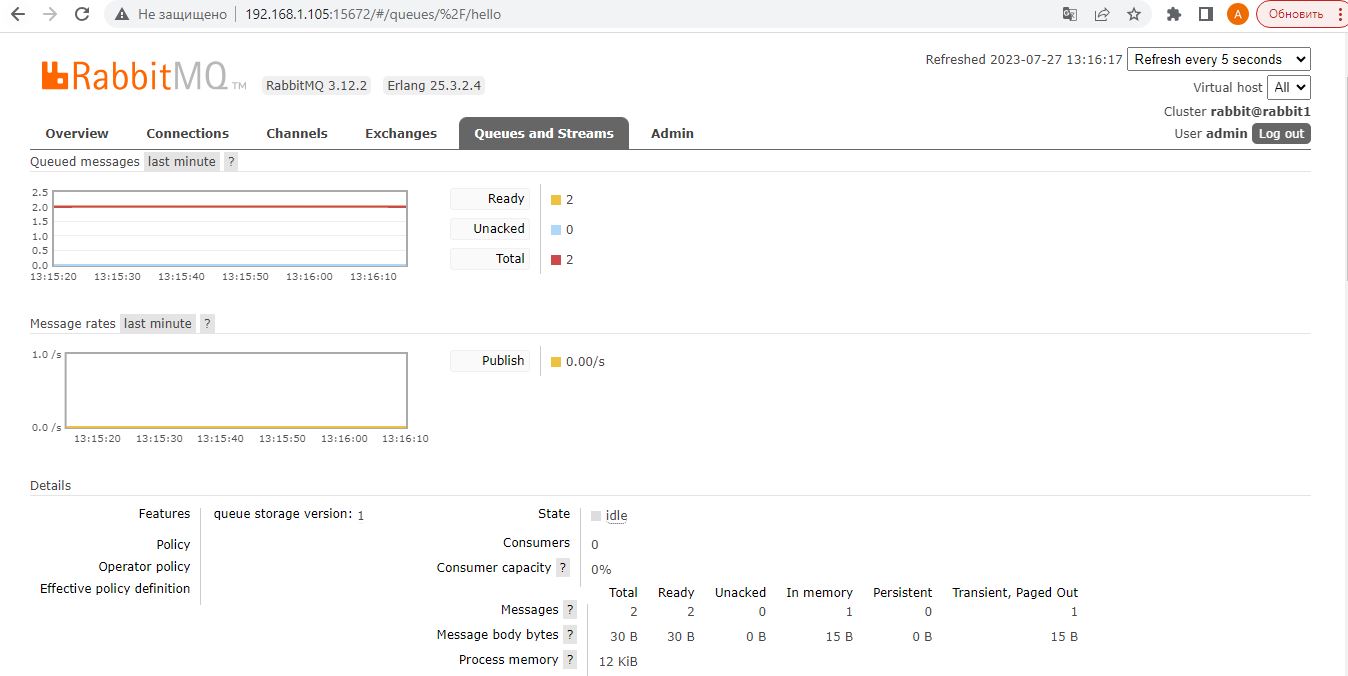 Не защищено 192.168.1.105:15672/#/queues/%2F/hello Обновить
А
Refreshed 2023-07-27 13:16:17 Refresh every 5 seconds
RabbitMQ TM RabbitMQ 3.12.2 Erlang 25.3.2.4
Virtual host All
Cluster rabbit@rabbit1
User admin Log out
Overview Connections Channels Exchanges Queues and Streams Admin
Queued messages last minute ?
2.5
2.0
1.5
1.0
0.5
0.0
13:15:20 13:15:30 13:15:40 13:15:50 13:16:00 13:16:10
Ready 2
Unacked 0
Total 2
Message rates last minute ?
1.0 /s
0.0 /s
13:15:20 13:15:30 13:15:40 13:15:50 13:16:00 13:16:10
Publish 0.00/s
Details
Features queue storage version: 1
Policy
Operator policy
Effective policy definition
State idle
Consumers 0
Consumer capacity ? 0%
Total Ready Unacked In memory Persistent Transient, Paged Out
Messages ? 2 2 0 1 0 1
Message body bytes ? 30 B 30 B 0 B 15 B 0 B 15 B
Process memory ? 12 KiB